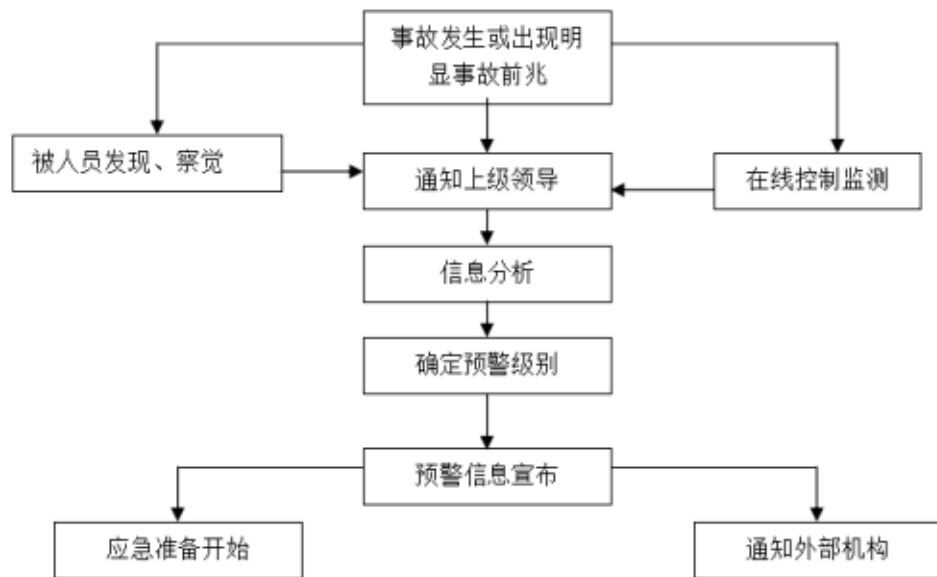 事故发生或出现明
显事故前兆
被人员发现、察觉
通知上级领导
在线控制监测
信息分析
确定预警级别
预警信息宣布
应急准备开始
通知外部机构